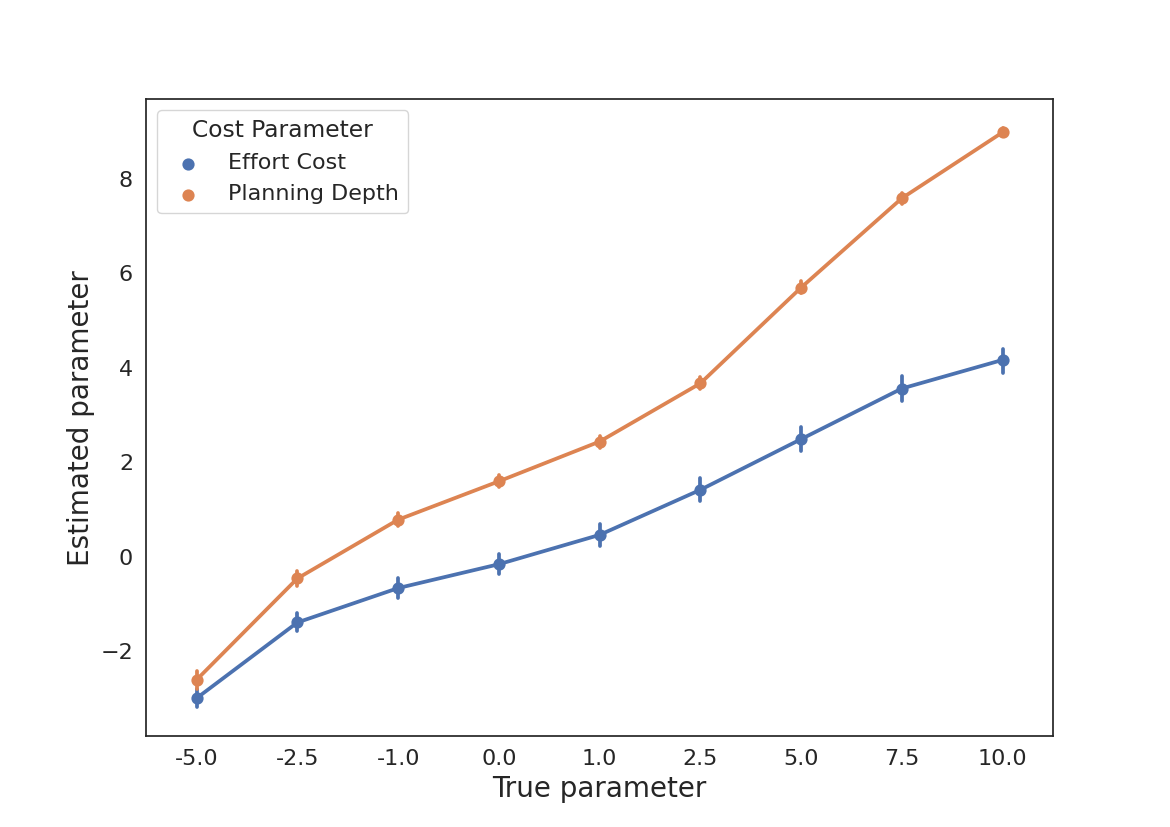 Cost Parameter
Effort Cost
Planning Depth
8
6
4
2
0
−2
Estimated parameter
-5.0 -2.5 -1.0 0.0 1.0 2.5 5.0 7.5 10.0
True parameter